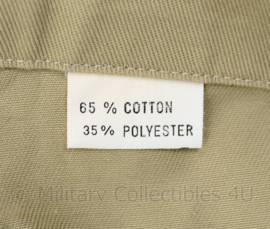 65 % COTTON
35% POLYESTER
Military Collectibles 4U